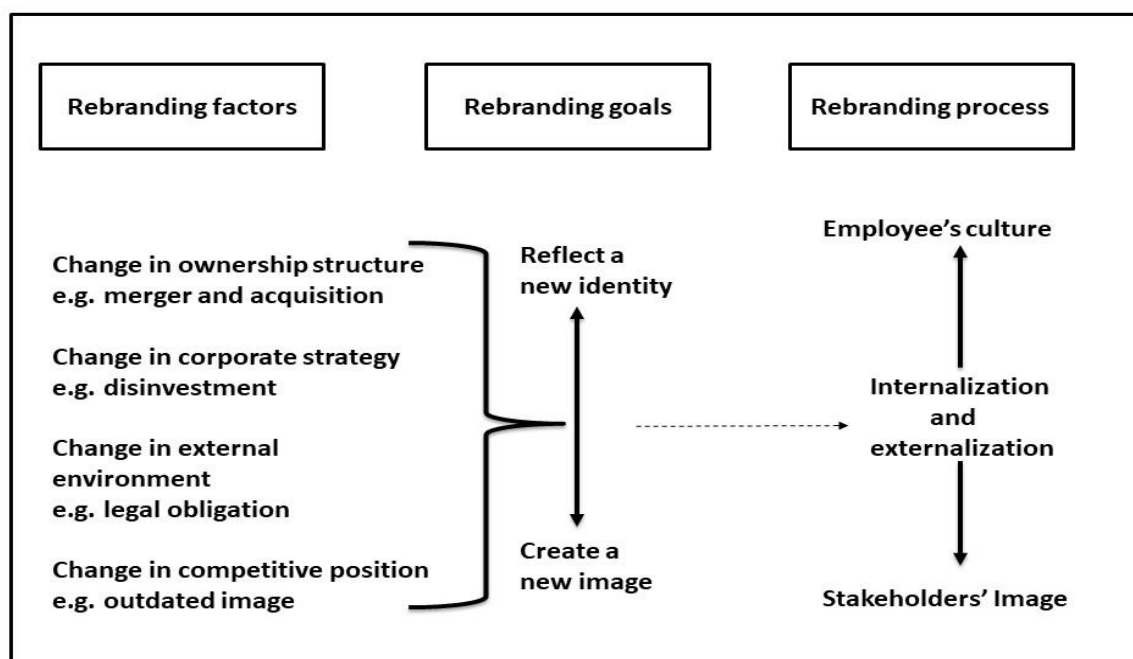 Rebranding factors
Rebranding goals
Rebranding process
Change in ownership structure
e.g. merger and acquisition
Change in corporate strategy
e.g. disinvestment
Change in external
environment
e.g. legal obligation
Change in competitive position
e.g. outdated image
Reflect a
new identity
Create a
new image
Employee’s culture
Internalization
and
externalization
Stakeholders’ Image